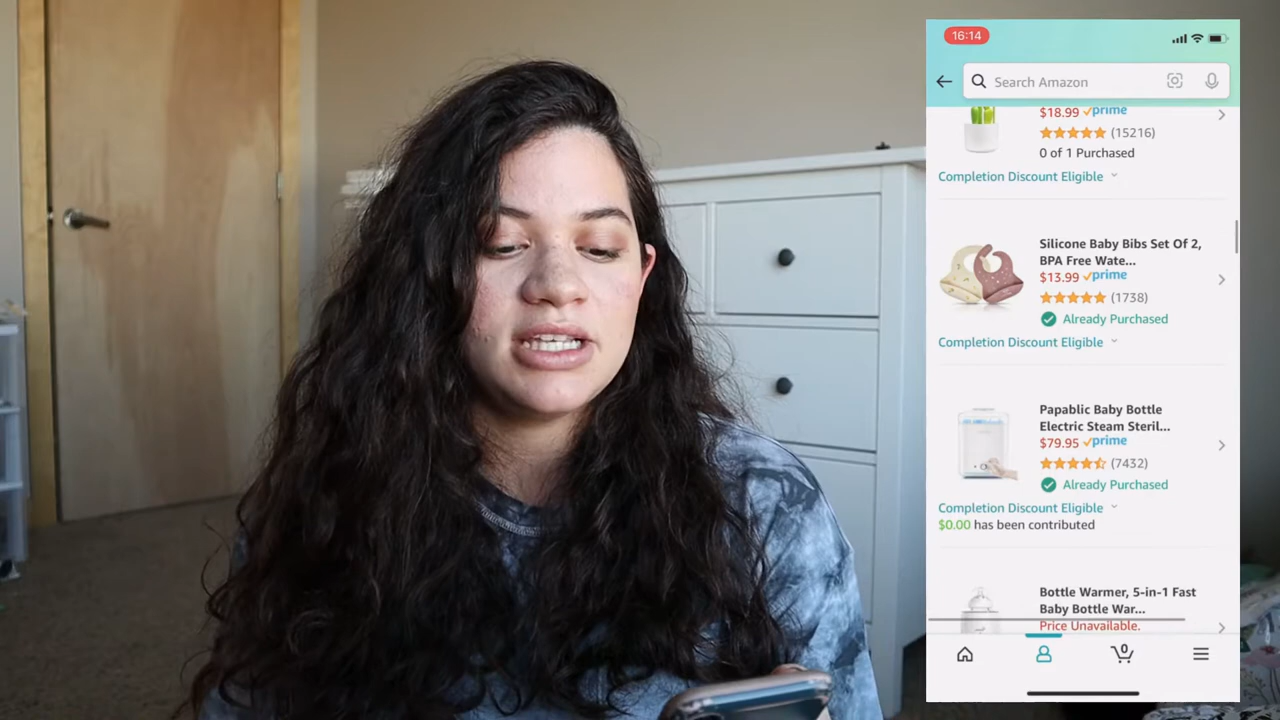 16:14
Search Amazon
$18.99 prime
(15216)
0 of 1 Purchased
Completion Discount Eligible
Silicone Baby Bibs Set Of 2,
BPA Free Wate...
$13.99 prime
(1738)
Already Purchased
Completion Discount Eligible
Papablic Baby Bottle
Electric Steam Steril...
$79.95 prime
(7432)
Already Purchased
Completion Discount Eligible
$0.00 has been contributed
Bottle Warmer, 5-in-1 Fast
Baby Bottle War...
Price Unavailable.
0